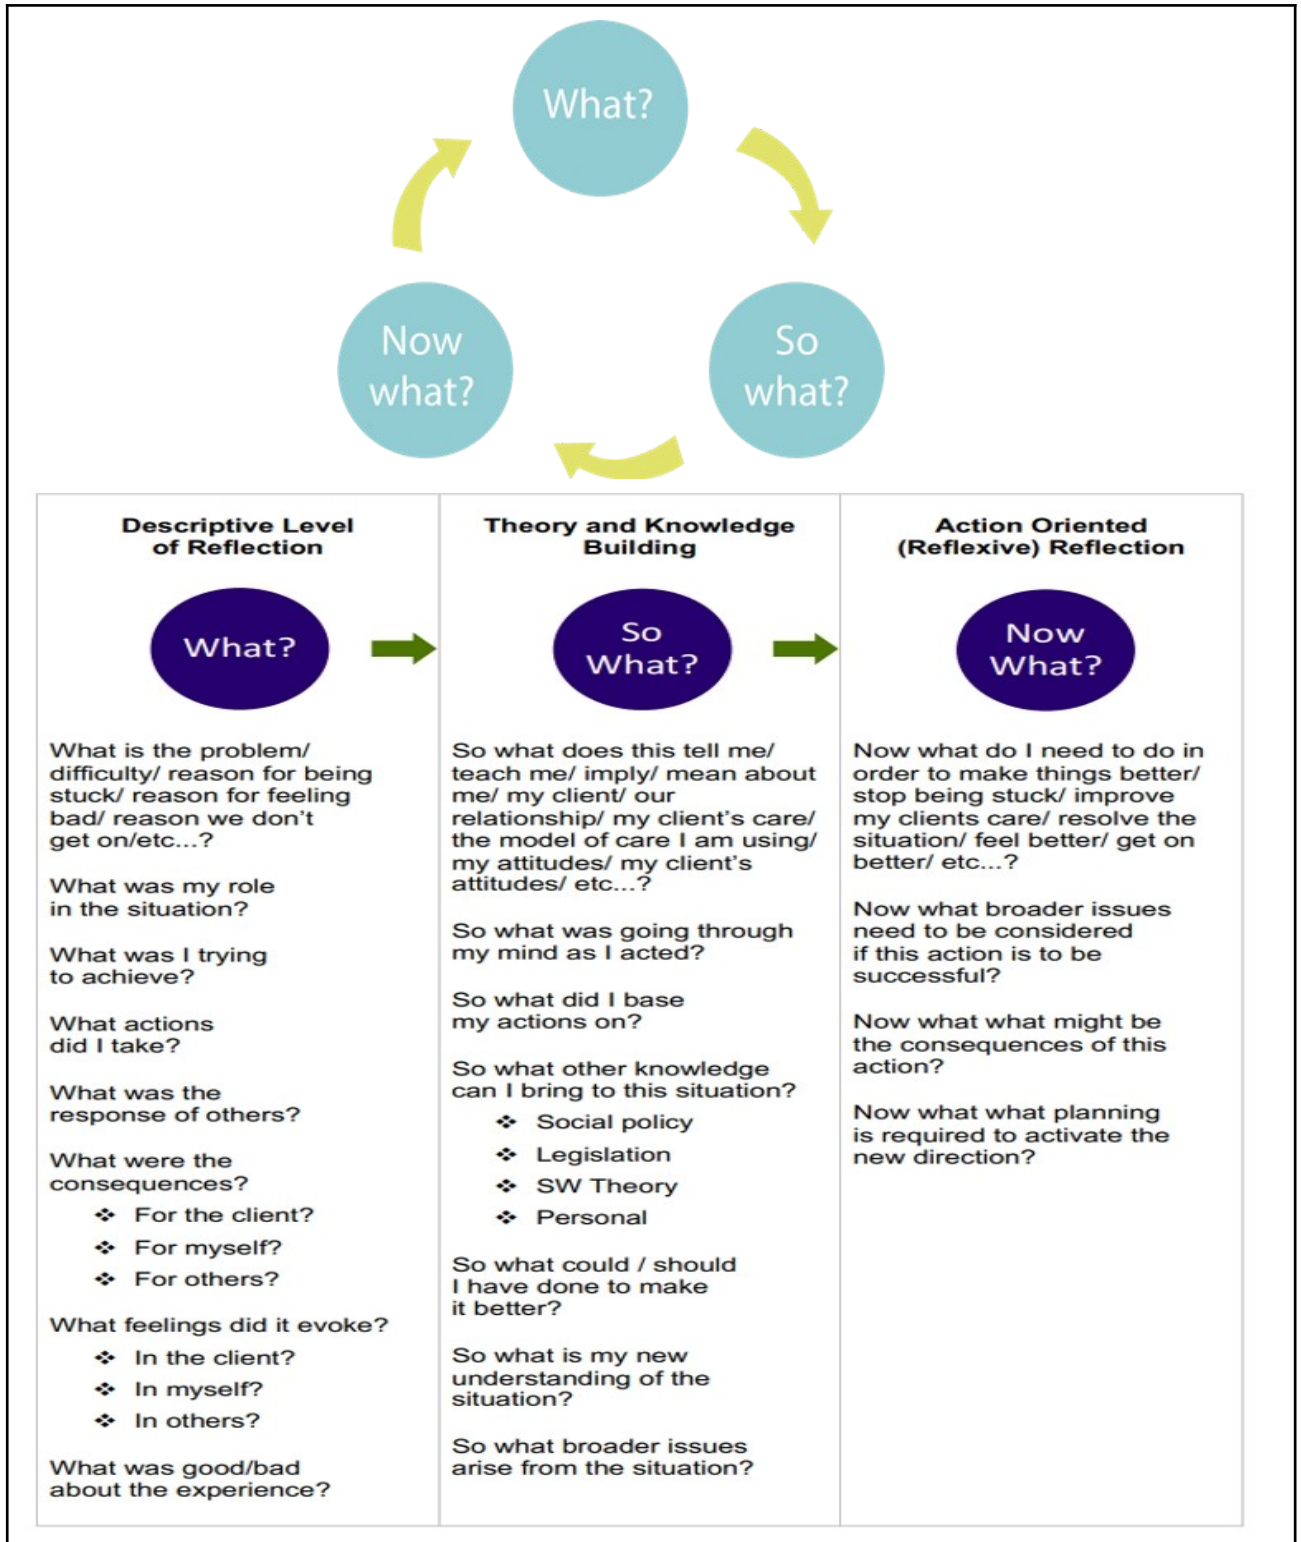 What?
So
what?
Now
what?
Descriptive Level
of Reflection
What?
What is the problem/
difficulty/ reason for being
stuck/ reason for feeling
bad/ reason we don't
get on/etc...?
What was my role
in the situation?
What was I trying
to achieve?
What actions
did I take?
What was the
response of others?
What were the
consequences?
❖ For the client?
❖ For myself?
❖ For others?
What feelings did it evoke?
❖ In the client?
❖ In myself?
❖ In others?
What was good/bad
about the experience?
Theory and Knowledge
Building
So
What?
So what does this tell me/
teach me/ imply/ mean about
me/ my client/ our
relationship/ my client's care/
the model of care I am using/
my attitudes/ my client's
attitudes/ etc...?
So what was going through
my mind as I acted?
So what did I base
my actions on?
So what other knowledge
can I bring to this situation?
❖ Social policy
❖ Legislation
❖ SW Theory
❖ Personal
So what could / should
I have done to make
it better?
So what is my new
understanding of the
situation?
So what broader issues
arise from the situation?
Action Oriented
(Reflexive) Reflection
Now
What?
Now what do I need to do in
order to make things better/
stop being stuck/ improve
my clients care/ resolve the
situation/ feel better/ get on
better/ etc...?
Now what broader issues
need to be considered
if this action is to be
successful?
Now what what might be
the consequences of this
action?
Now what what planning
is required to activate the
new direction?